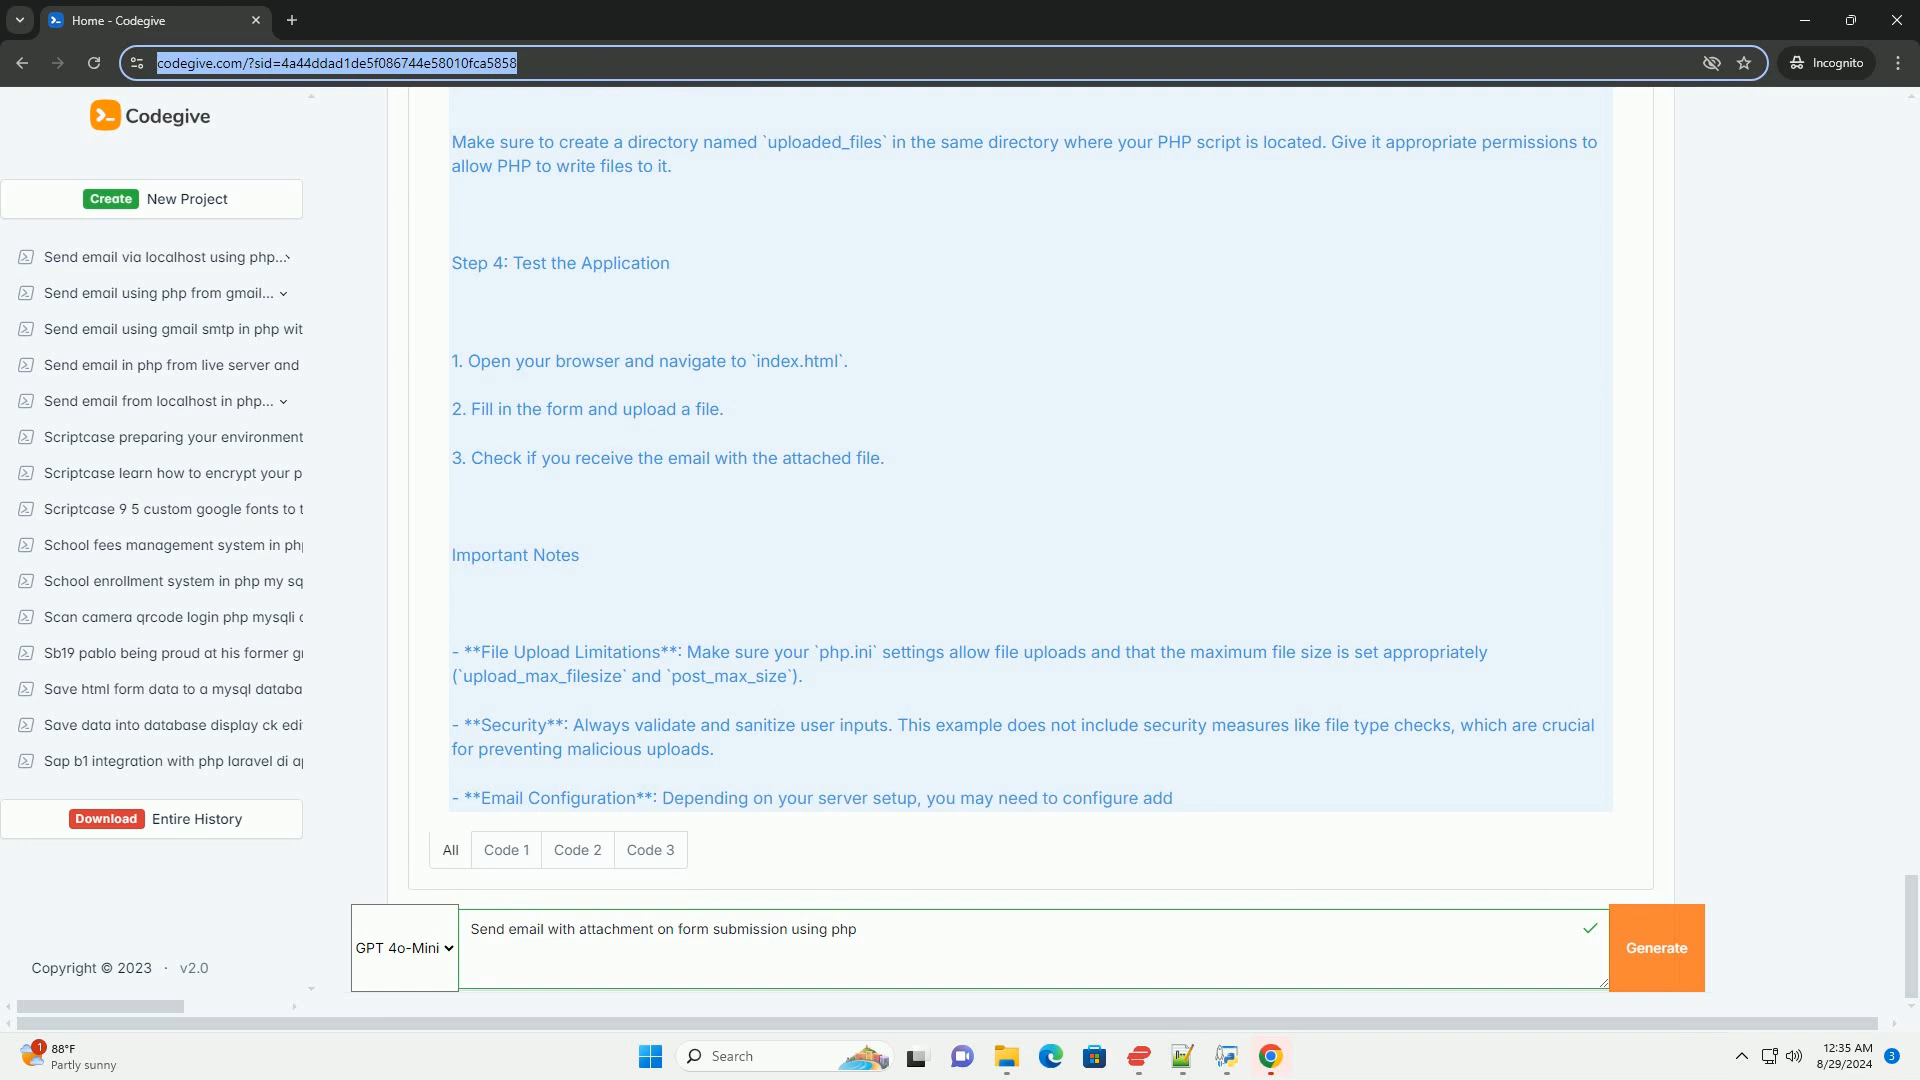 Home - Codegive
codegive.com/?sid=4a44ddad1de5f086744e58010fca5858
Incognito
Codegive
Create New Project
Send email via localhost using php...
Send email using php from gmail...
Send email using gmail smtp in php wit
Send email in php from live server and
Send email from localhost in php...
Scriptcase preparing your environment
Scriptcase learn how to encrypt your p
Scriptcase 9 5 custom google fonts to t
School fees management system in ph
School enrollment system in php my sq
Scan camera qrcode login php mysqli c
Sb19 pablo being proud at his former g
Save html form data to a mysql databa
Save data into database display ck edi
Sap b1 integration with php laravel di a
Download Entire History
Copyright © 2023 · v2.0
Make sure to create a directory named `uploaded_files` in the same directory where your PHP script is located. Give it appropriate permissions to
allow PHP to write files to it.
Step 4: Test the Application
1. Open your browser and navigate to `index.html`.
2. Fill in the form and upload a file.
3. Check if you receive the email with the attached file.
Important Notes
- **File Upload Limitations**: Make sure your `php.ini` settings allow file uploads and that the maximum file size is set appropriately
(`upload_max_filesize` and `post_max_size`).
- **Security**: Always validate and sanitize user inputs. This example does not include security measures like file type checks, which are crucial
for preventing malicious uploads.
- **Email Configuration**: Depending on your server setup, you may need to configure add
All Code 1 Code 2 Code 3
GPT 4o-Mini
Send email with attachment on form submission using php
Generate
1
88°F
Partly sunny
Search
12:35 AM
8/29/2024
3